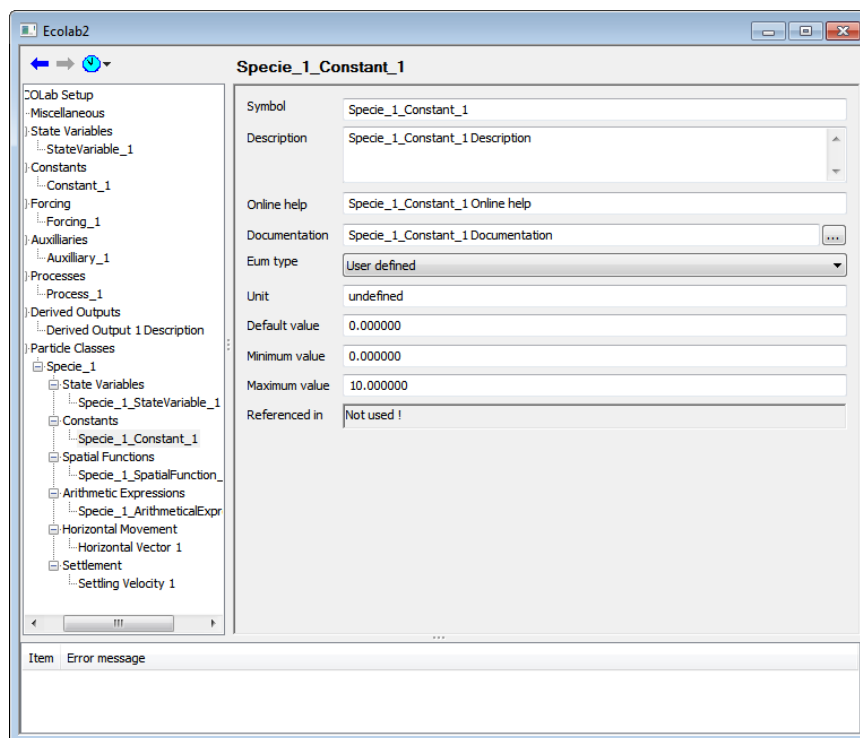 Ecolab2
Specie_1_Constant_1
COLab Setup
Miscellaneous
State Variables
StateVariable_1
Constants
Constant_1
Forcing
Forcing_1
Auxilliaries
Auxilliary_1
Processes
Process_1
Derived Outputs
Derived Output 1 Description
Particle Classes
Specie_1
State Variables
Specie_1_StateVariable_1
Constants
Specie_1_Constant_1
Spatial Functions
Specie_1_SpatialFunction_
Arithmetic Expressions
Specie_1_ArithmeticalExpr
Horizontal Movement
Horizontal Vector 1
Settlement
Settling Velocity 1
Symbol Specie_1_Constant_1
Description Specie_1_Constant_1 Description
Online help Specie_1_Constant_1 Online help
Documentation Specie_1_Constant_1 Documentation ...
Eum type User defined
Unit undefined
Default value 0.000000
Minimum value 0.000000
Maximum value 10.000000
Referenced in Not used !
Item Error message